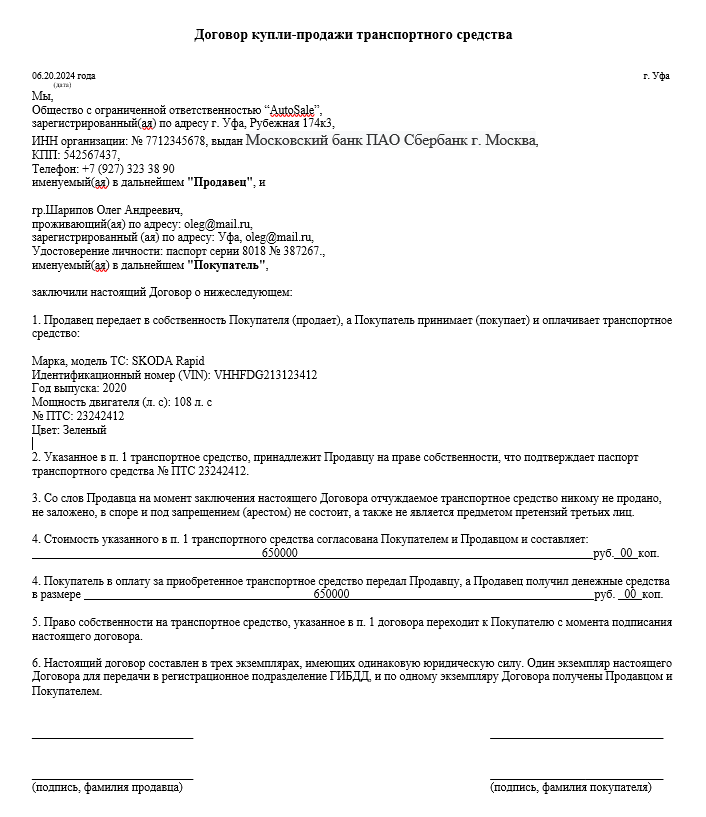 Договор купли-продажи транспортного средства
06.20.2024 года
г. Уфа
(дата)
Мы,
Общество с ограниченной ответственностью “AutoSale”,
зарегистрированный(ая) по адресу г. Уфа, Рубежная 174к3,
ИНН организации: № 7712345678, выдан Московский банк ПАО Сбербанк г. Москва,
КПП: 542567437,
Телефон: +7 (927) 323 38 90
именуемый(ая) в дальнейшем "Продавец", и
гр.Шарипов Олег Андреевич,
проживающий(ая) по адресу: oleg@mail.ru,
зарегистрированный (ая) по адресу: Уфа, oleg@mail.ru,
Удостоверение личности: паспорт серии 8018 № 387267.,
именуемый(ая) в дальнейшем "Покупатель",
заключили настоящий Договор о нижеследующем:
1. Продавец передает в собственность Покупателя (продает), а Покупатель принимает (покупает) и оплачивает транспортное
средство:
Марка, модель ТС: SKODA Rapid
Идентификационный номер (VIN): VHHFDG213123412
Год выпуска: 2020
Мощность двигателя (л. с): 108 л. с
№ ПТС: 23242412
Цвет: Зеленый
2. Указанное в п. 1 транспортное средство, принадлежит Продавцу на праве собственности, что подтверждает паспорт
транспортного средства № ПТС 23242412.
3. Со слов Продавца на момент заключения настоящего Договора отчуждаемое транспортное средство никому не продано,
не заложено, в споре и под запрещением (арестом) не состоит, а также не является предметом претензий третьих лиц.
4. Стоимость указанного в п. 1 транспортного средства согласована Покупателем и Продавцом и составляет:
650000 руб. 00 коп.
4. Покупатель в оплату за приобретенное транспортное средство передал Продавцу, а Продавец получил денежные средства
в размере 650000 руб. 00 коп.
5. Право собственности на транспортное средство, указанное в п. 1 договора переходит к Покупателю с момента подписания
настоящего договора.
6. Настоящий договор составлен в трех экземплярах, имеющих одинаковую юридическую силу. Один экземпляр настоящего
Договора для передачи в регистрационное подразделение ГИБДД, и по одному экземпляру Договора получены Продавцом и
Покупателем.
(подпись, фамилия продавца)
(подпись, фамилия покупателя)